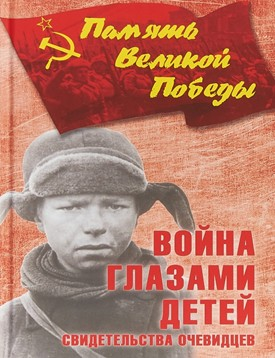 Память
Великой
Победы
ВОЙНА
ГЛАЗАМИ
ДЕТЕЙ
СВИДЕТЕЛЬСТВА ОЧЕВИДЦЕВ